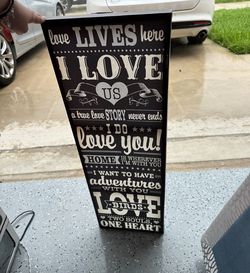 love LIVES here
I LOVE
US
a true love STORY never ends
I DO
love you!
HOME IS WHEREVER
I'M WITH YOU
I WANT TO HAVE
adventures
WITH YOU
LOVE
BIRDS
TWO SOULS,
ONE HEART